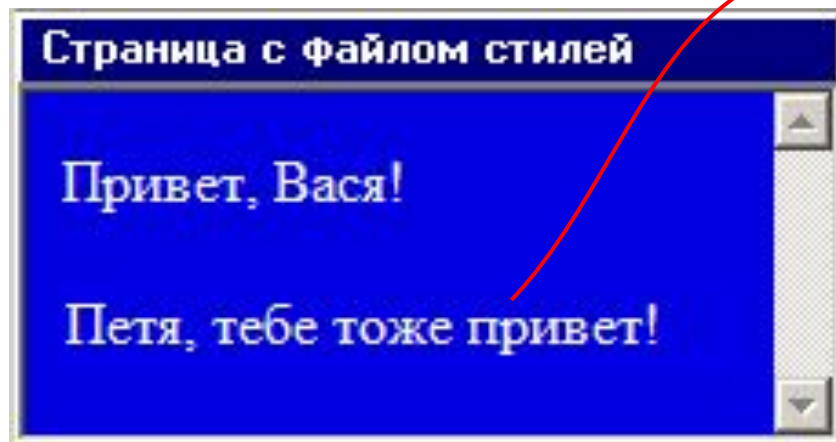 Страница с файлом стилей
Привет, Вася!
Петя, тебе тоже привет!